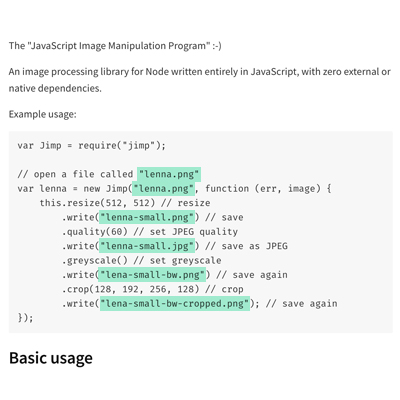 The "JavaScript Image Manipulation Program" :-)
An image processing library for Node written entirely in JavaScript, with zero external or
native dependencies.
Example usage:
var Jimp = require("jimp");
// open a file called "lenna.png"
var lenna = new Jimp("lenna.png", function (err, image) {
this.resize(512, 512) // resize
.write("lenna-small.png") // save
.quality(60) // set JPEG quality
.write("lenna-small.jpg") // save as JPEG
.greyscale() // set greyscale
.write("lena-small-bw.png") // save again
.crop(128, 192, 256, 128) // crop
.write("lena-small-bw-cropped.png"); // save again
});
Basic usage